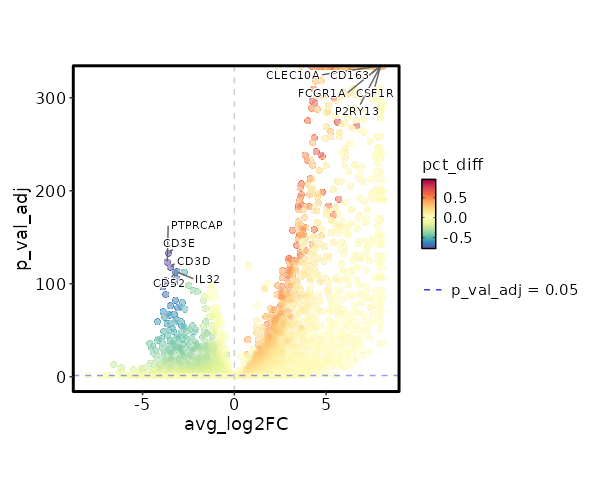 CLEC10A
CD163
FCGR1A
CSF1R
P2RY13
PTPRCAP
CD3E
CD3D
CD52
IL32
300
200
100
0
p_val_adj
-5
0
5
avg_log2FC
pct_diff
0.5
0.0
-0.5
p_val_adj = 0.05